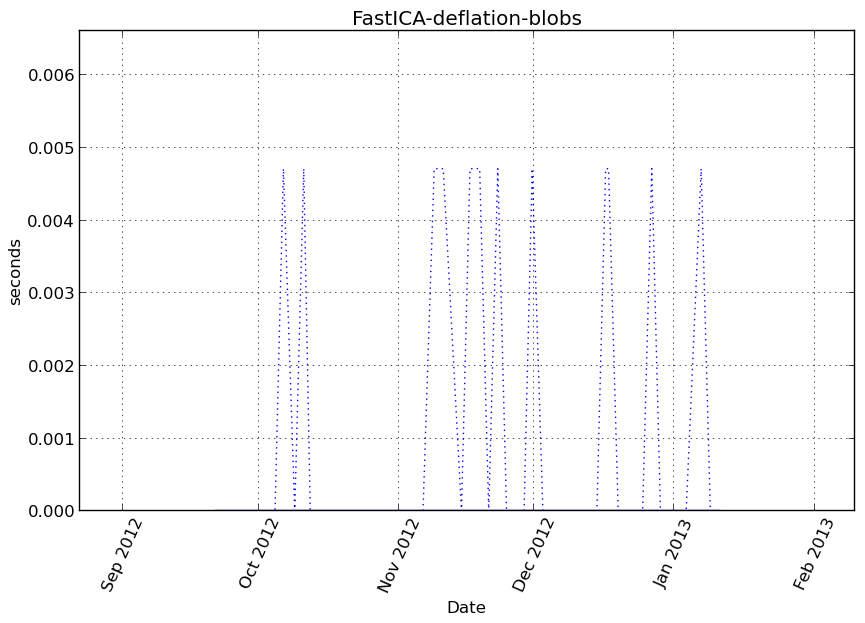 FastICA-deflation-blobs
0.006
0.005
0.004
0.003
0.002
0.001
0.000
seconds
Sep 2012
Oct 2012
Nov 2012
Dec 2012
Jan 2013
Feb 2013
Date